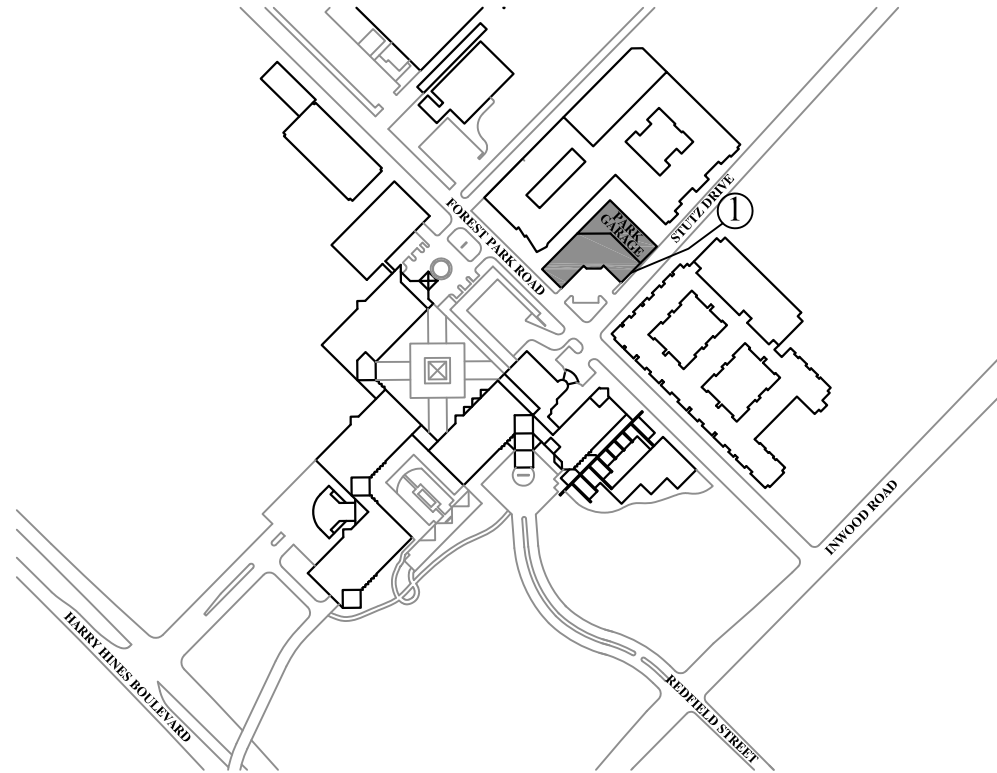 FOREST PARK ROAD
PARK
GARAGE
STUTZ DRIVE
1
INWOOD ROAD
HARRY HINES BOULEVARD
REDFIELD STREET